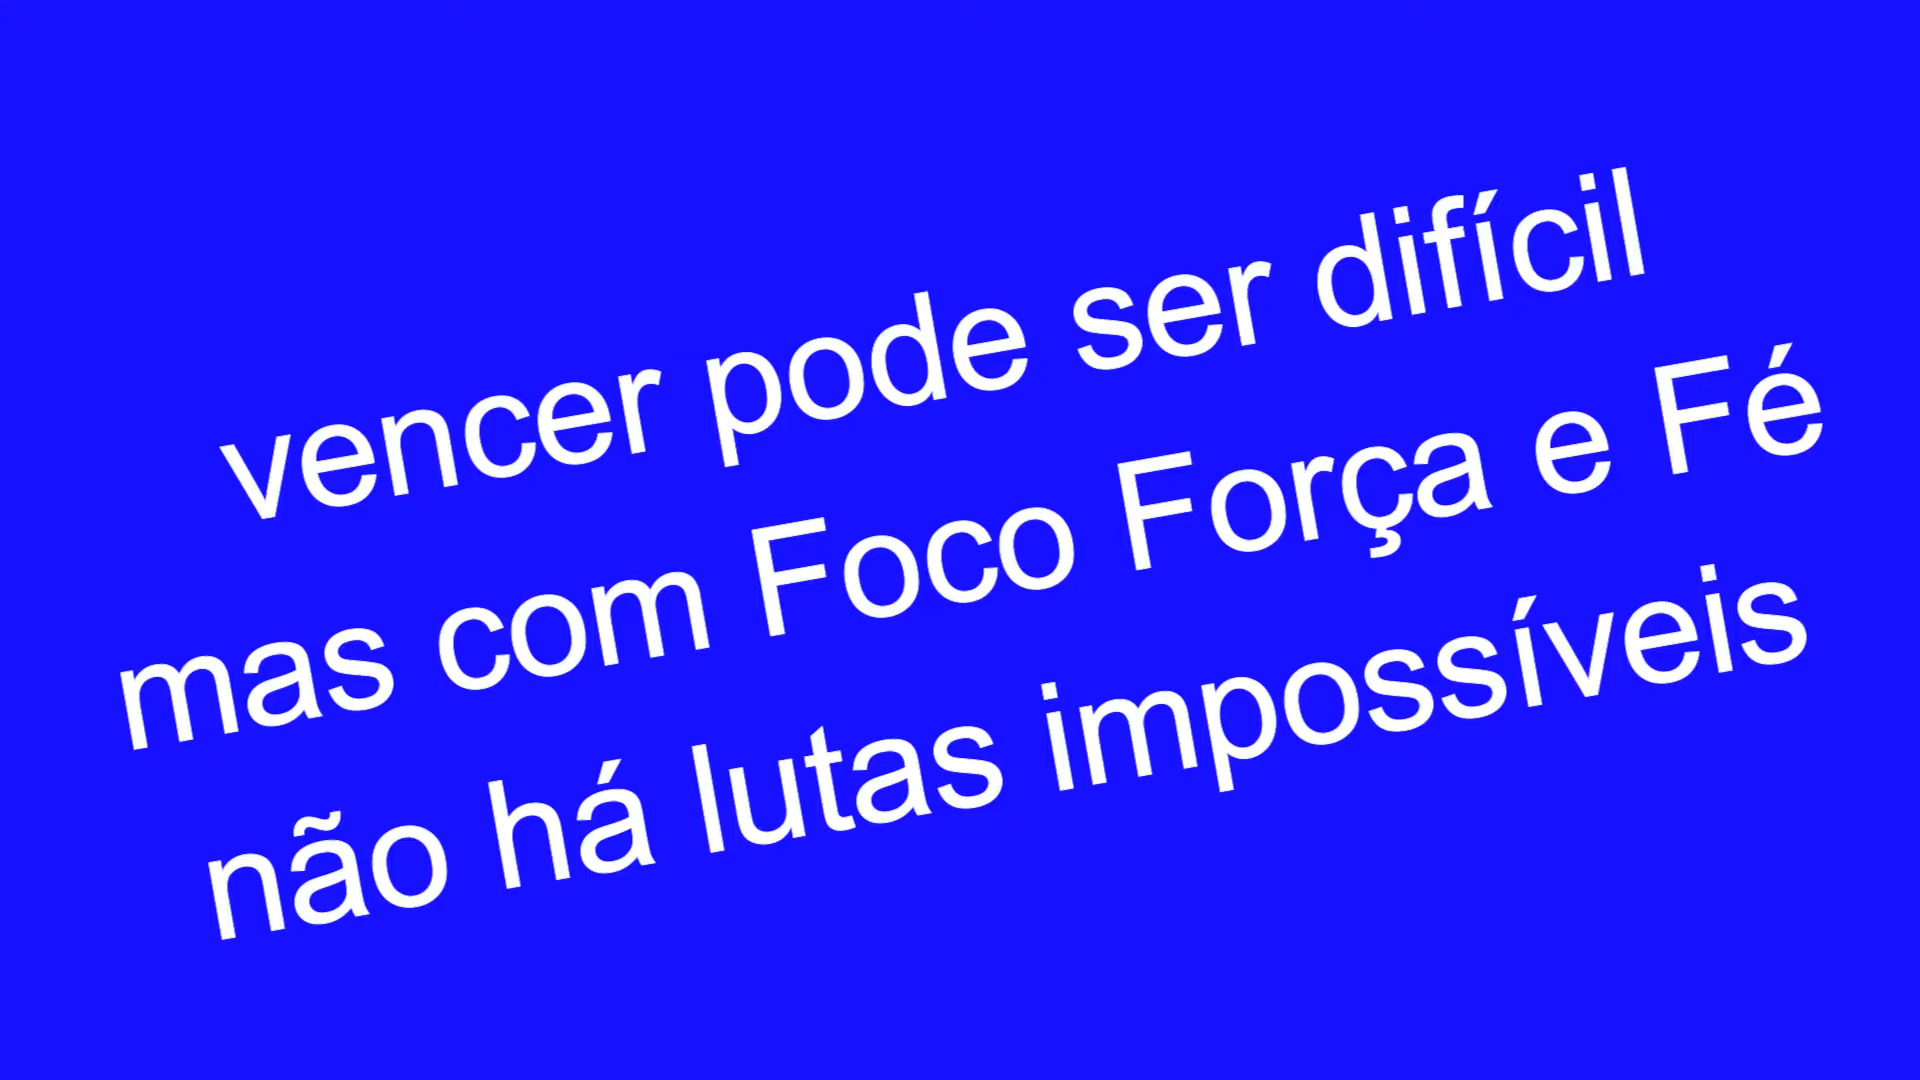 vencer pode ser difícil
mas com Foco Força e Fé
não há lutas impossíveis